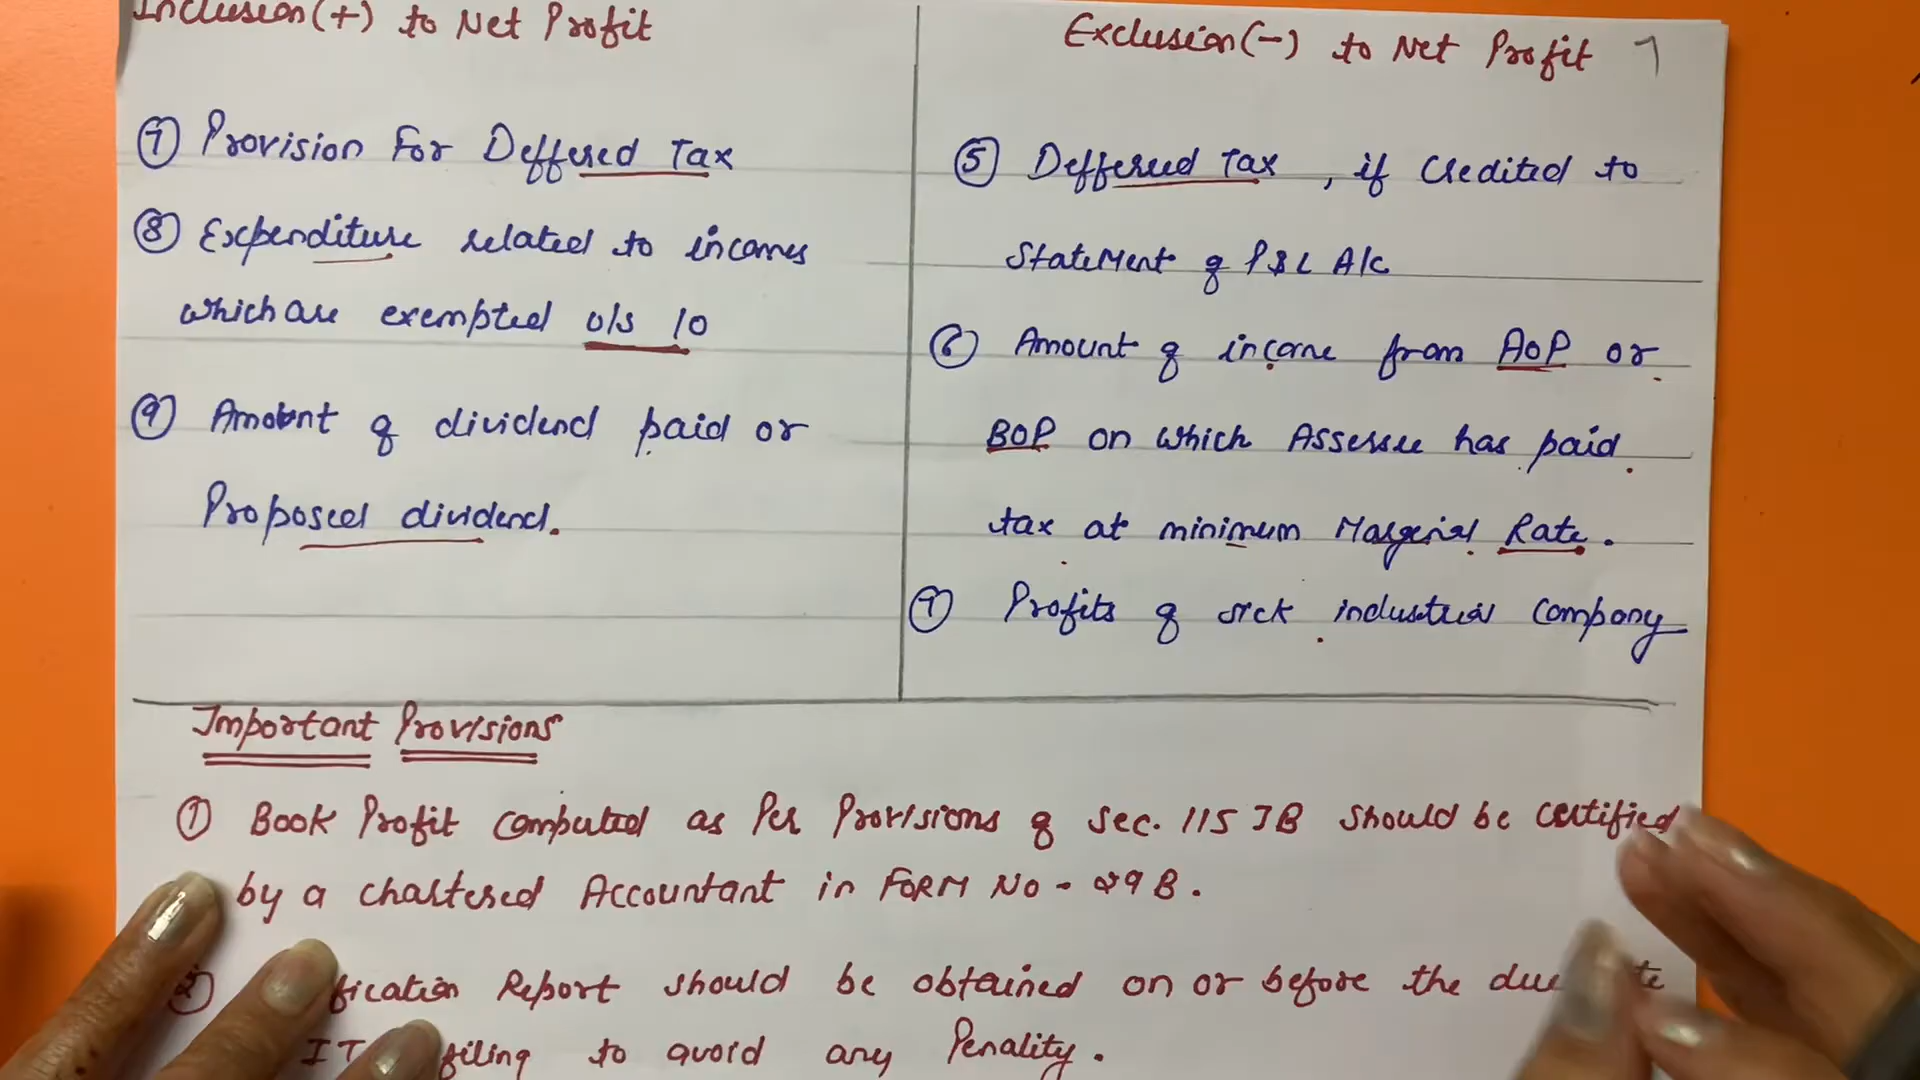 Inclusion(+) to Net Profit
⑦ Provision For Deffered Tax
⑧ Expenditure related to incomes
which are exempted u/s 10
⑨ Amount of dividend paid or
Proposed dividend.
Exclusion(-) to Net Profit
⑤ Deffered Tax, if Credited to
Statement of P&L A/c
⑥ Amount of income from AOP or
BOP on which Assessee has paid
tax at minimum Marginal Rate.
⑦ Profits of sick industrial Company
Important Provisions
① Book Profit computed as Per Provisions of Sec. 115 JB should be certified
by a chartered Accountant in FORM NO - 29 B.
② Report should be obtained on or before the due
filing to avoid any Penality.